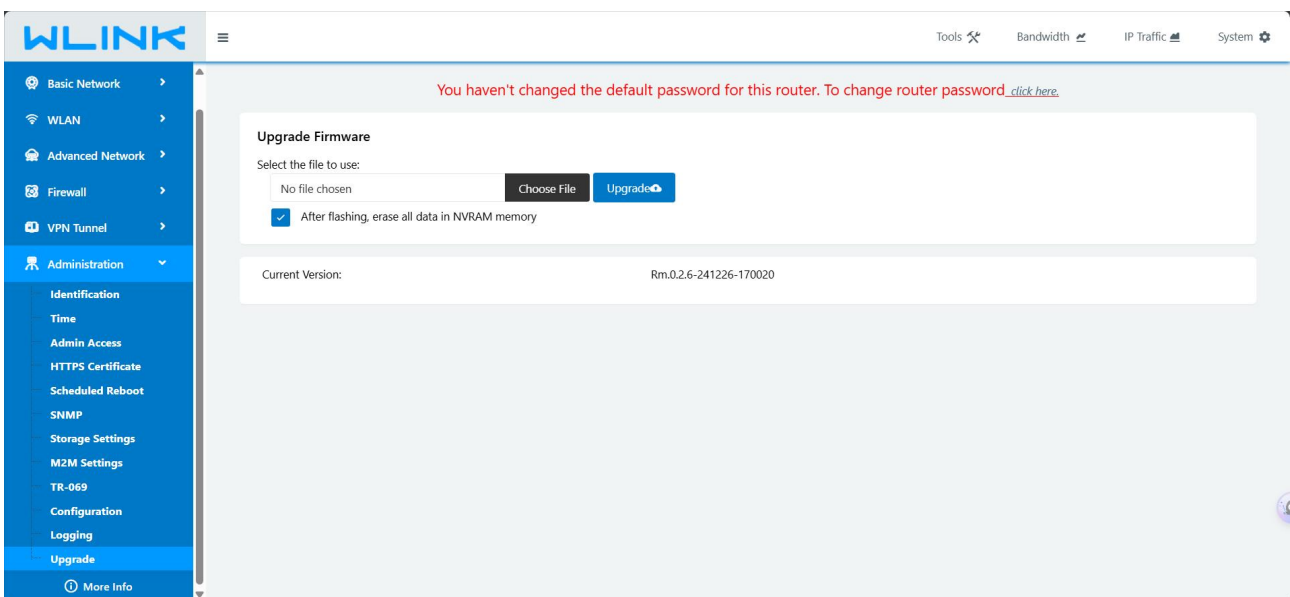 WLINK
Tools
Bandwidth
IP Traffic
System
Basic Network
WLAN
Advanced Network
Firewall
VPN Tunnel
Administration
Identification
Time
Admin Access
HTTPS Certificate
Scheduled Reboot
SNMP
Storage Settings
M2M Settings
TR-069
Configuration
Logging
Upgrade
More Info
You haven't changed the default password for this router. To change router password click here.
Upgrade Firmware
Select the file to use:
No file chosen Choose File Upgrade
After flashing, erase all data in NVRAM memory
Current Version: Rm.0.2.6-241226-170020